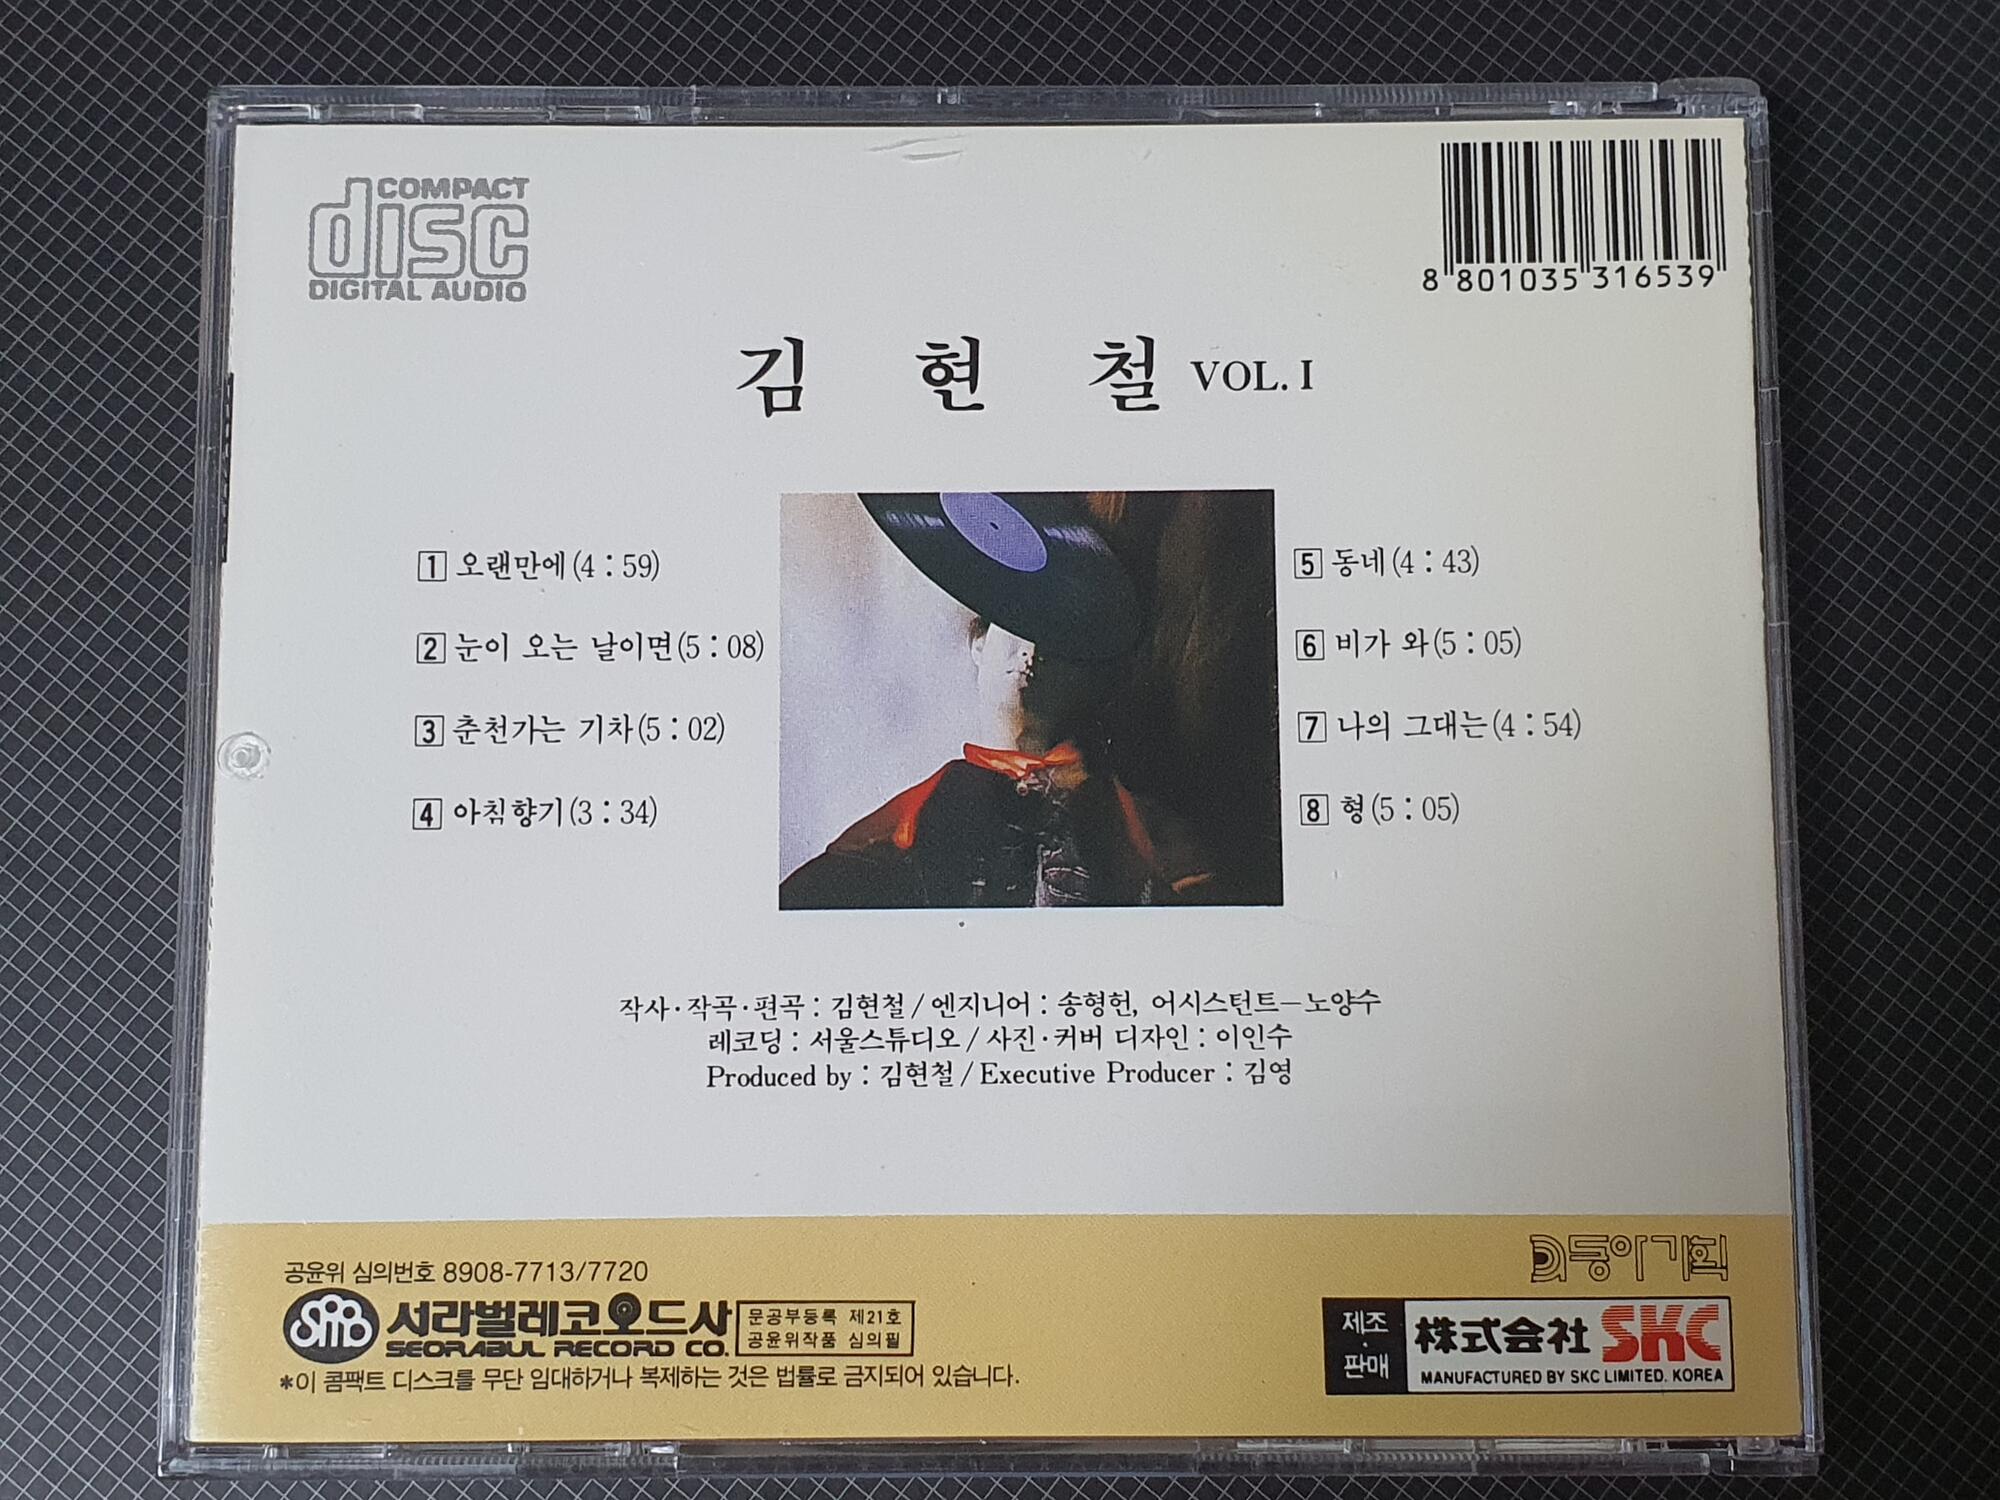 COMPACT
disc
DIGITAL AUDIO
8 801035 316539
김 현 철 VOL. I
1 오랜만에 (4 : 59)
2 눈이 오는 날이면 (5 : 08)
3 춘천가는 기차 (5 : 02)
4 아침향기 (3 : 34)
5 동네 (4 : 43)
6 비가 와 (5 : 05)
7 나의 그대는 (4 : 54)
8 형 (5 : 05)
작사·작곡·편곡 : 김현철 / 엔지니어 : 송형헌, 어시스턴트—노양수
레코딩 : 서울스튜디오 / 사진·커버 디자인 : 이인수
Produced by : 김현철 / Executive Producer : 김영
공윤위 심의번호 8908-7713/7720
SRB 서라벌레코오드사
SEORABUL RECORD CO.
문공부등록 제21호
공윤위작품 심의필
*이 콤팩트 디스크를 무단 임대하거나 복제하는 것은 법률로 금지되어 있습니다.
동아기획
제조·판매
株式会社 SKC
MANUFACTURED BY SKC LIMITED. KOREA